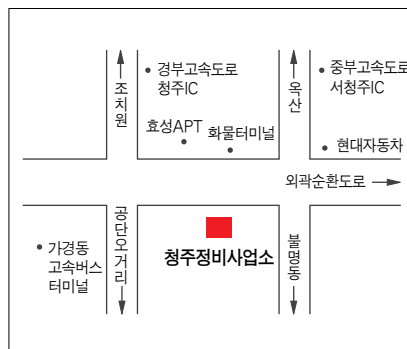 조치원
경부고속도로
청주IC
옥산
중부고속도로
서청주IC
효성APT
화물터미널
현대자동차
외곽순환도로
가경동
고속버스
터미널
공단오거리
청주정비사업소
불명동